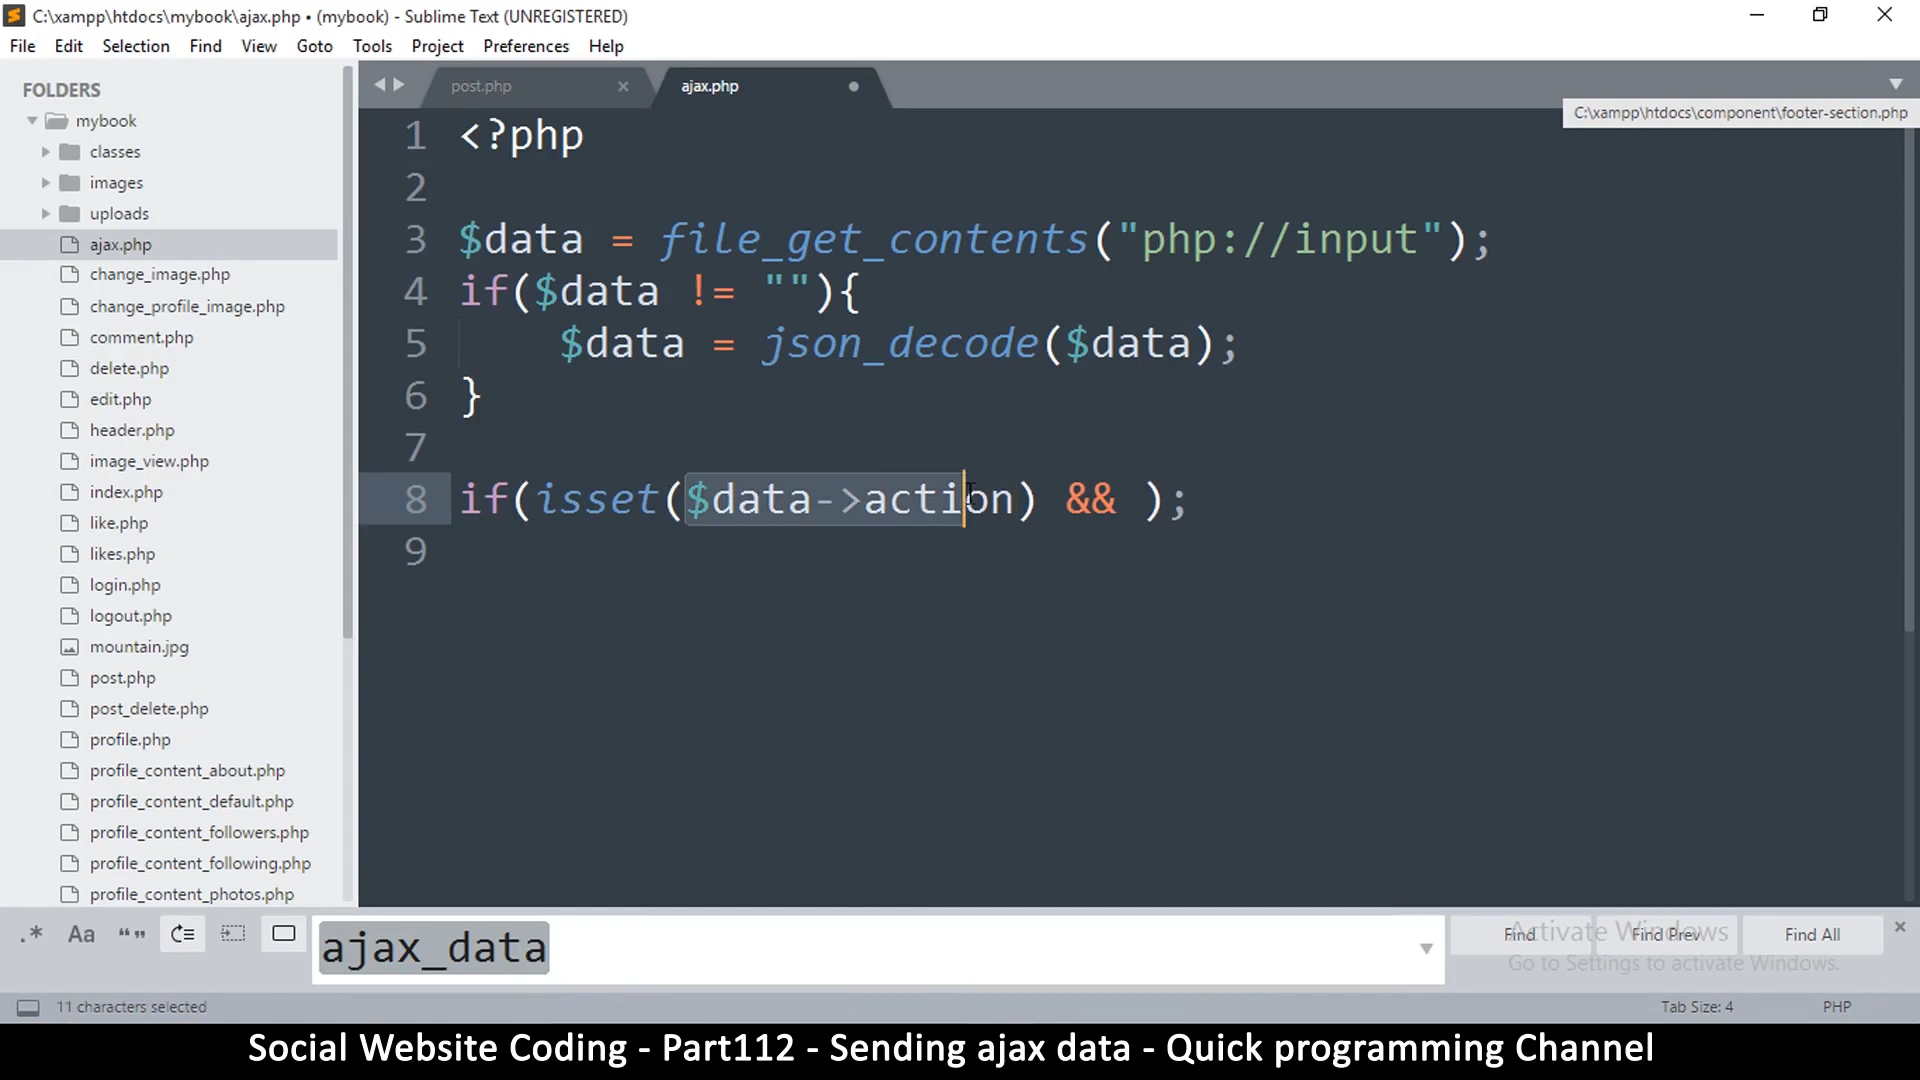 C:\xampp\htdocs\mybook\ajax.php • (mybook) - Sublime Text (UNREGISTERED)
File Edit Selection Find View Goto Tools Project Preferences Help
FOLDERS
mybook
classes
images
uploads
ajax.php
change_image.php
change_profile_image.php
comment.php
delete.php
edit.php
header.php
image_view.php
index.php
like.php
likes.php
login.php
logout.php
mountain.jpg
post.php
post_delete.php
profile.php
profile_content_about.php
profile_content_default.php
profile_content_followers.php
profile_content_following.php
profile_content_photos.php
post.php
ajax.php
C:\xampp\htdocs\component\footer-section.php
1 <?php
2
3 $data = file_get_contents("php://input");
4 if($data != ""){
5 $data = json_decode($data);
6 }
7
8 if(isset($data->action) && );
9
.* Aa “ ”
ajax_data
Find Find Prev Find All
Activate Windows
Go to Settings to activate Windows.
11 characters selected
Tab Size: 4 PHP
Social Website Coding - Part112 - Sending ajax data - Quick programming Channel